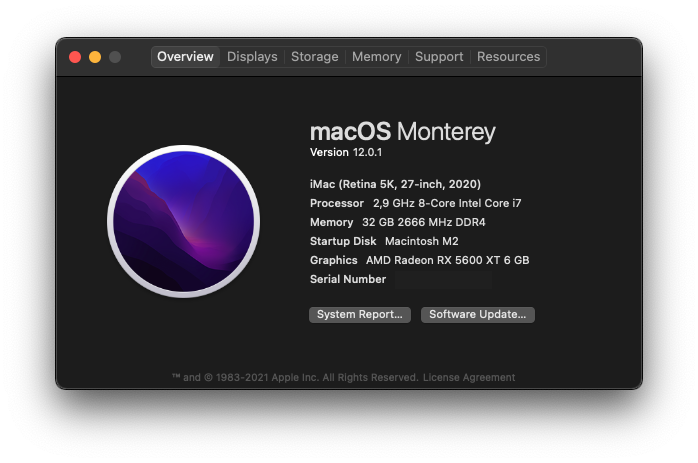 Overview Displays Storage Memory Support Resources
macOS Monterey
Version 12.0.1
iMac (Retina 5K, 27-inch, 2020)
Processor 2,9 GHz 8-Core Intel Core i7
Memory 32 GB 2666 MHz DDR4
Startup Disk Macintosh M2
Graphics AMD Radeon RX 5600 XT 6 GB
Serial Number
System Report... Software Update...
™ and © 1983-2021 Apple Inc. All Rights Reserved. License Agreement